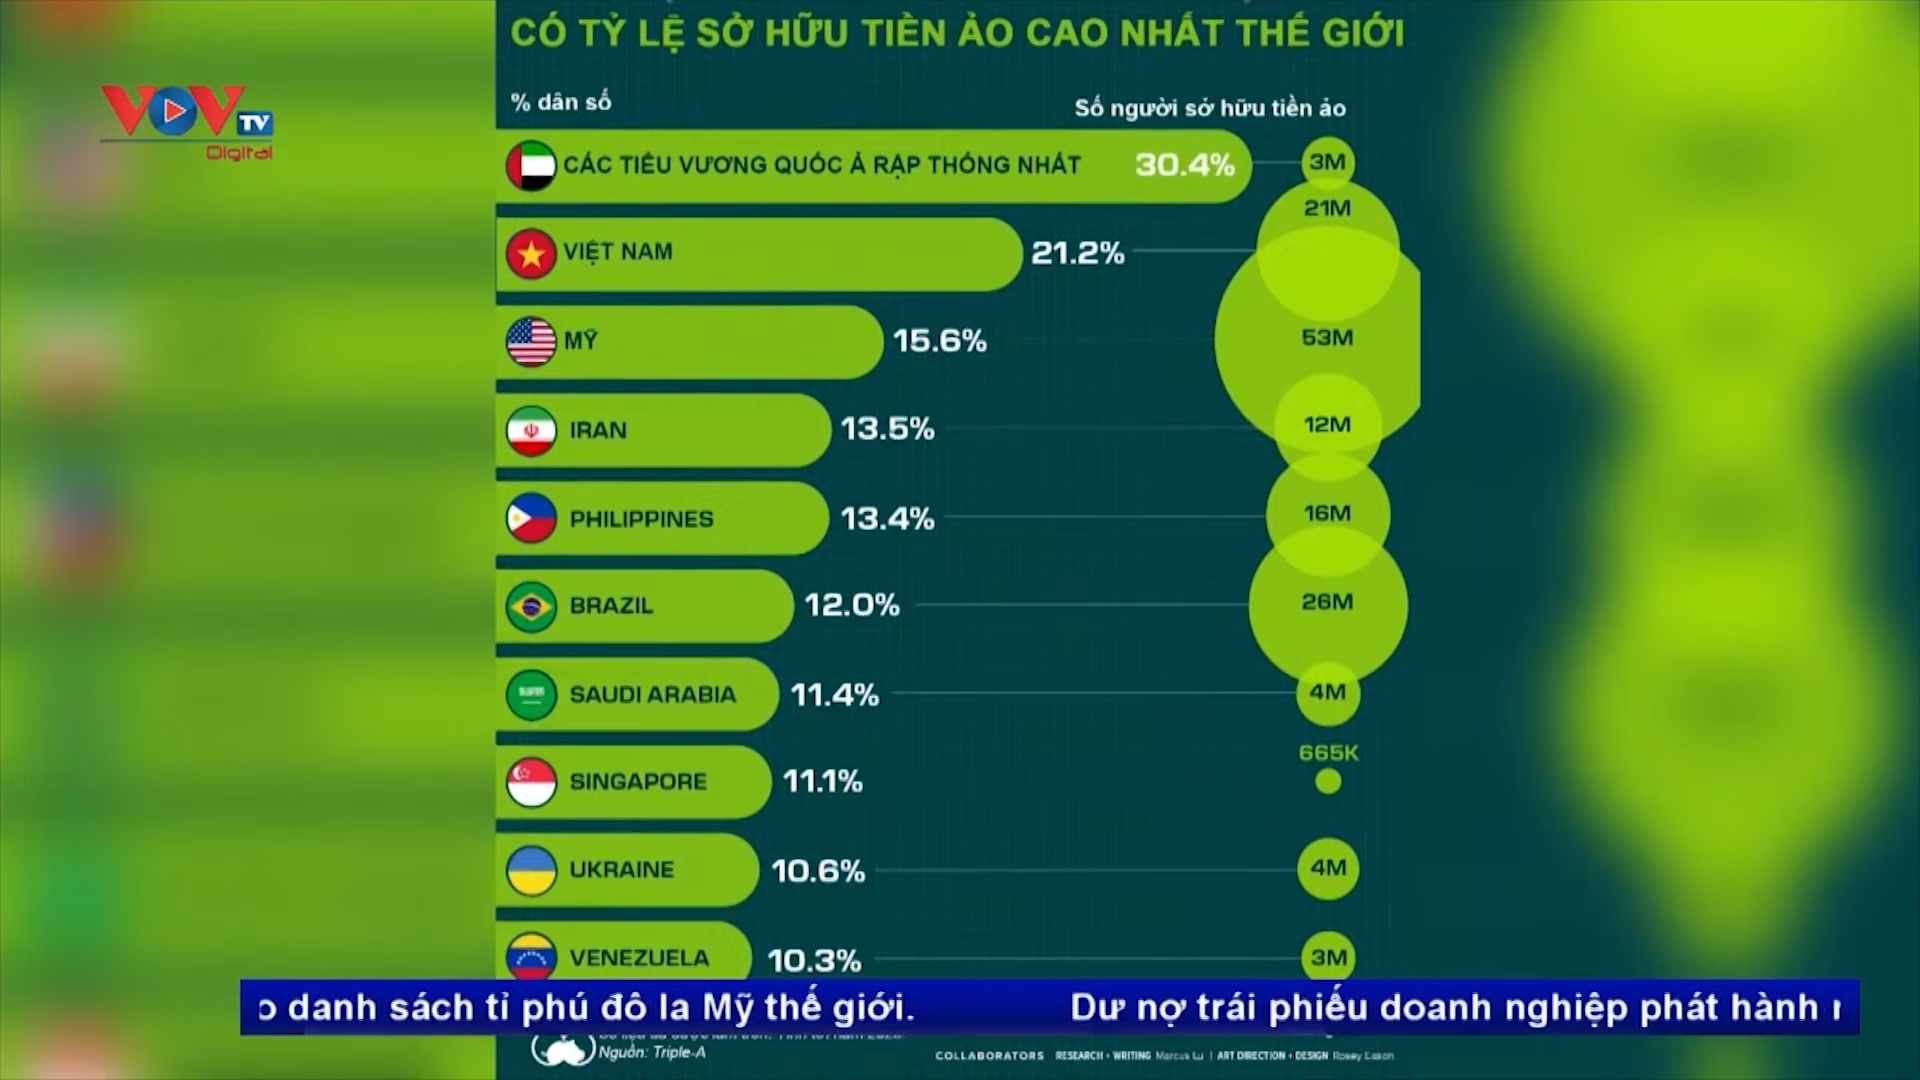 CÓ TỶ LỆ SỞ HỮU TIỀN ẢO CAO NHẤT THẾ GIỚI
VOV TV
Digital
% dân số
Số người sở hữu tiền ảo
CÁC TIỂU VƯƠNG QUỐC Ả RẬP THỐNG NHẤT 30.4% 3M
VIỆT NAM 21.2% 21M
MỸ 15.6% 53M
IRAN 13.5% 12M
PHILIPPINES 13.4% 16M
BRAZIL 12.0% 26M
SAUDI ARABIA 11.4% 4M
SINGAPORE 11.1% 665K
UKRAINE 10.6% 4M
VENEZUELA 10.3% 3M
danh sách tỉ phú đô la Mỹ thế giới. Dư nợ trái phiếu doanh nghiệp phát hành
Nguồn: Triple-A
COLLABORATORS RESEARCH + WRITING Marcus Lu | ART DIRECTION + DESIGN Rosey Eason